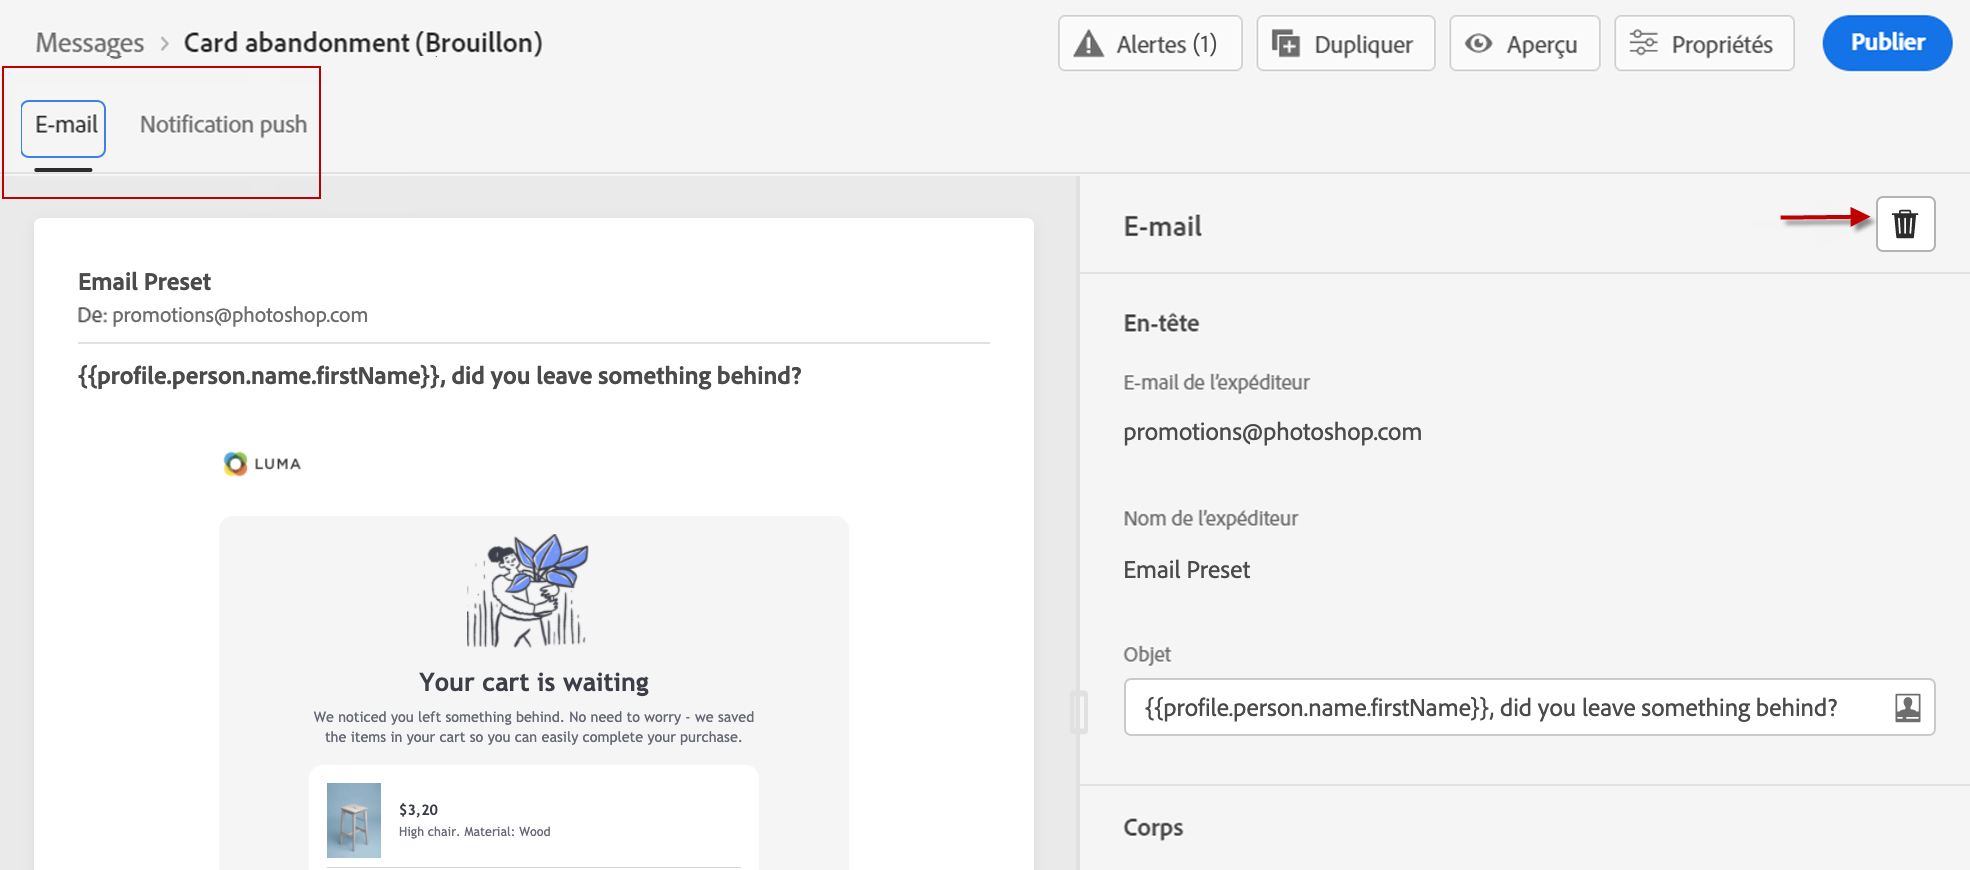 Messages > Card abandonment (Brouillon)
Alertes (1)
Dupliquer
Aperçu
Propriétés
Publier
E-mail
Notification push
Email Preset
De: promotions@photoshop.com
{{profile.person.name.firstName}}, did you leave something behind?
LUMA
Your cart is waiting
We noticed you left something behind. No need to worry - we saved
the items in your cart so you can easily complete your purchase.
$3,20
High chair. Material: Wood
E-mail
En-tête
E-mail de l’expéditeur
promotions@photoshop.com
Nom de l’expéditeur
Email Preset
Objet
{{profile.person.name.firstName}}, did you leave something behind?
Corps